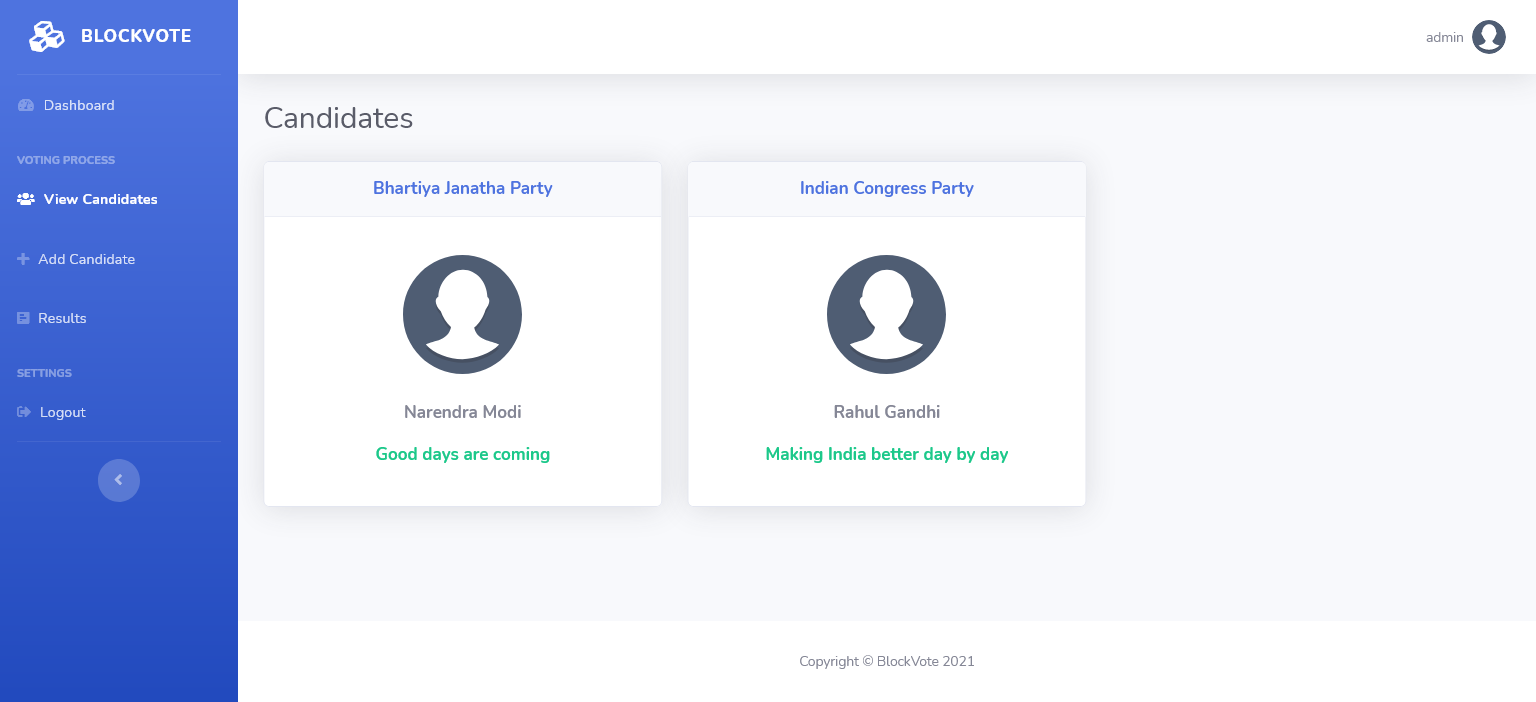 BLOCKVOTE
admin
Dashboard
VOTING PROCESS
View Candidates
Add Candidate
Results
SETTINGS
Logout
Candidates
Bhartiya Janatha Party
Narendra Modi
Good days are coming
Indian Congress Party
Rahul Gandhi
Making India better day by day
Copyright © BlockVote 2021